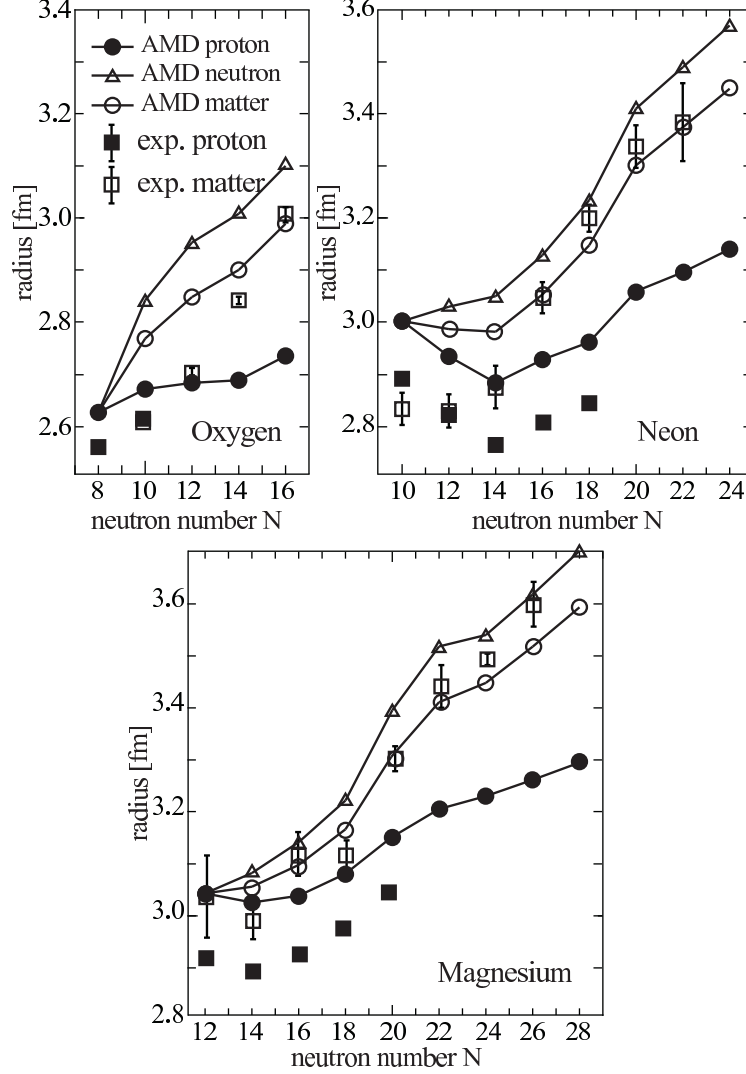 3.4
3.2
3.0
2.8
2.6
radius [fm]
AMD proton
AMD neutron
AMD matter
exp. proton
exp. matter
Oxygen
8 10 12 14 16
neutron number N
3.6
3.4
3.2
3.0
2.8
radius [fm]
Neon
10 12 14 16 18 20 22 24
neutron number N
3.6
3.4
3.2
3.0
2.8
radius [fm]
Magnesium
12 14 16 18 20 22 24 26 28
neutron number N